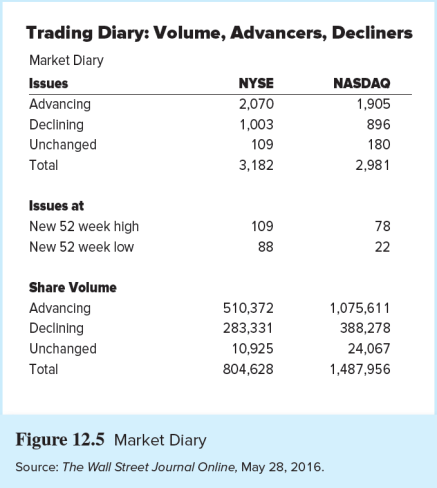 Trading Diary: Volume, Advancers, Decliners
Market Diary
Issues NYSE NASDAQ
Advancing 2,070 1,905
Declining 1,003 896
Unchanged 109 180
Total 3,182 2,981
Issues at
New 52 week high 109 78
New 52 week low 88 22
Share Volume
Advancing 510,372 1,075,611
Declining 283,331 388,278
Unchanged 10,925 24,067
Total 804,628 1,487,956
Figure 12.5 Market Diary
Source: The Wall Street Journal Online, May 28, 2016.